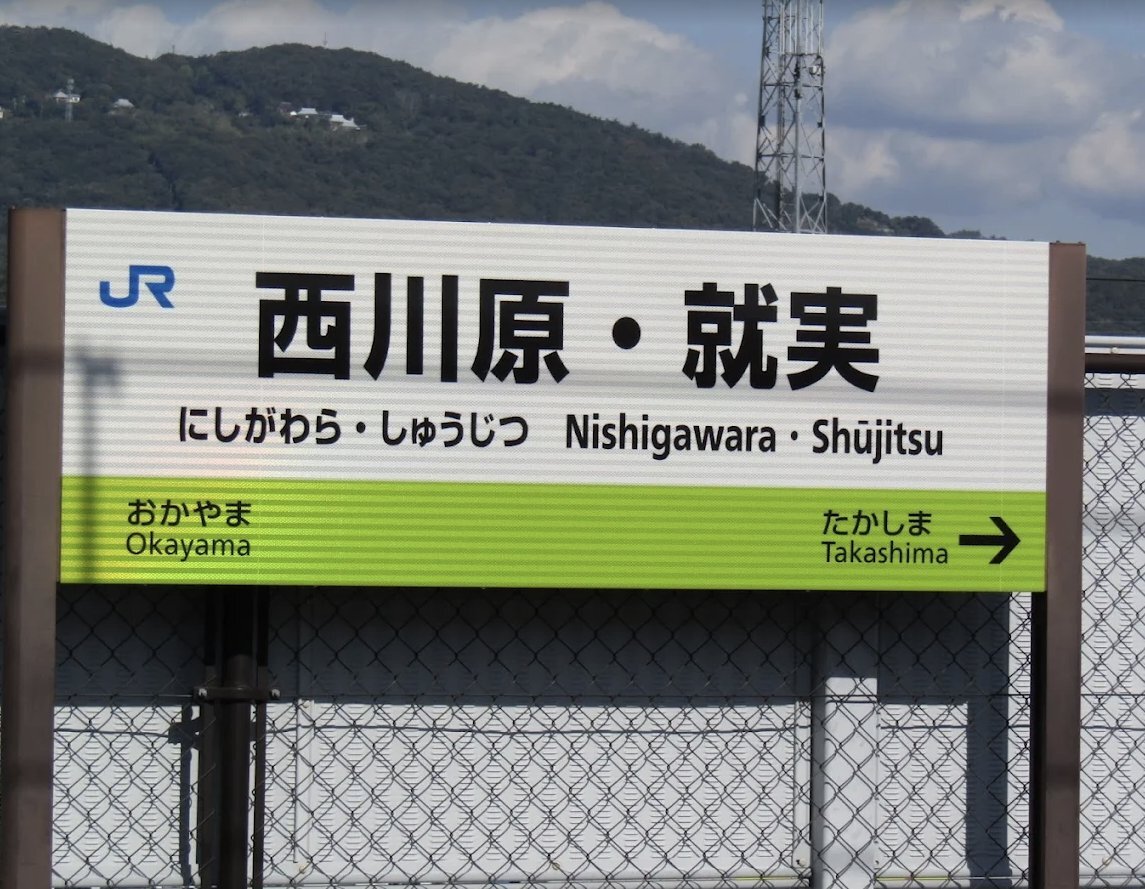 JR
西川原・就実
にしがわら・しゅうじつ Nishigawara・Shūjitsu
おかやま
Okayama
たかしま
Takashima →